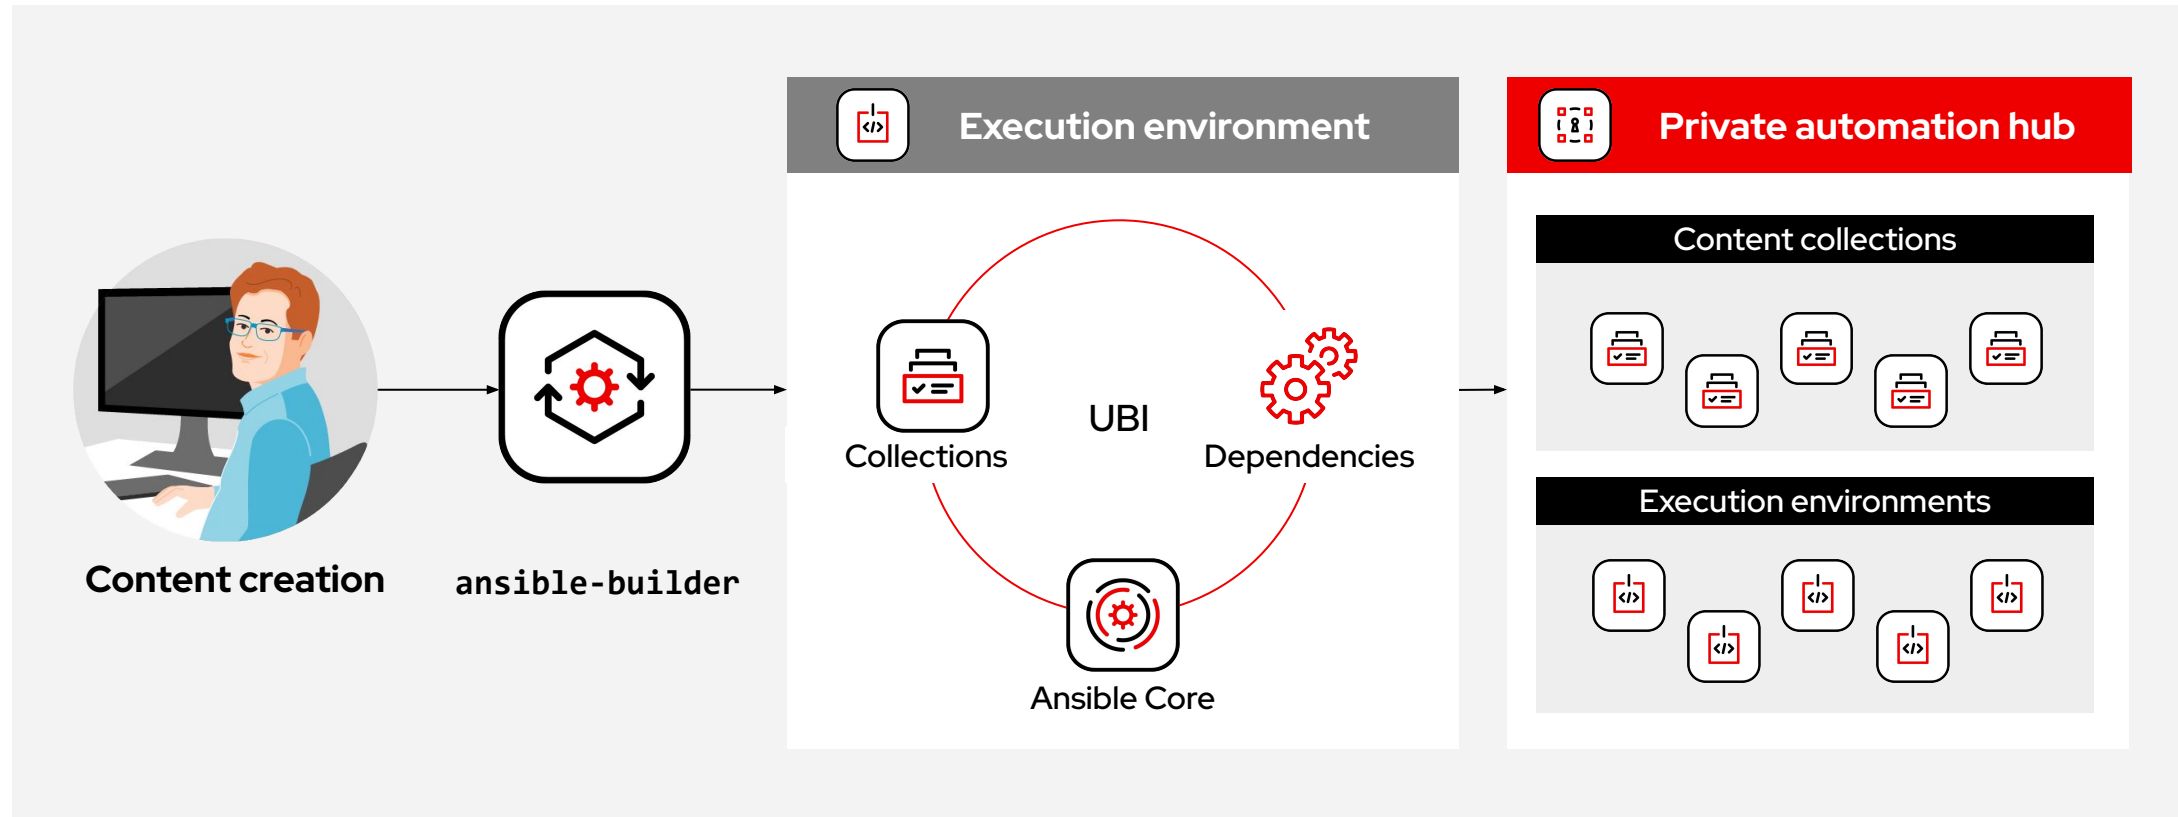 Content creation
ansible-builder
Execution environment
Collections
UBI
Dependencies
Ansible Core
Private automation hub
Content collections
Execution environments